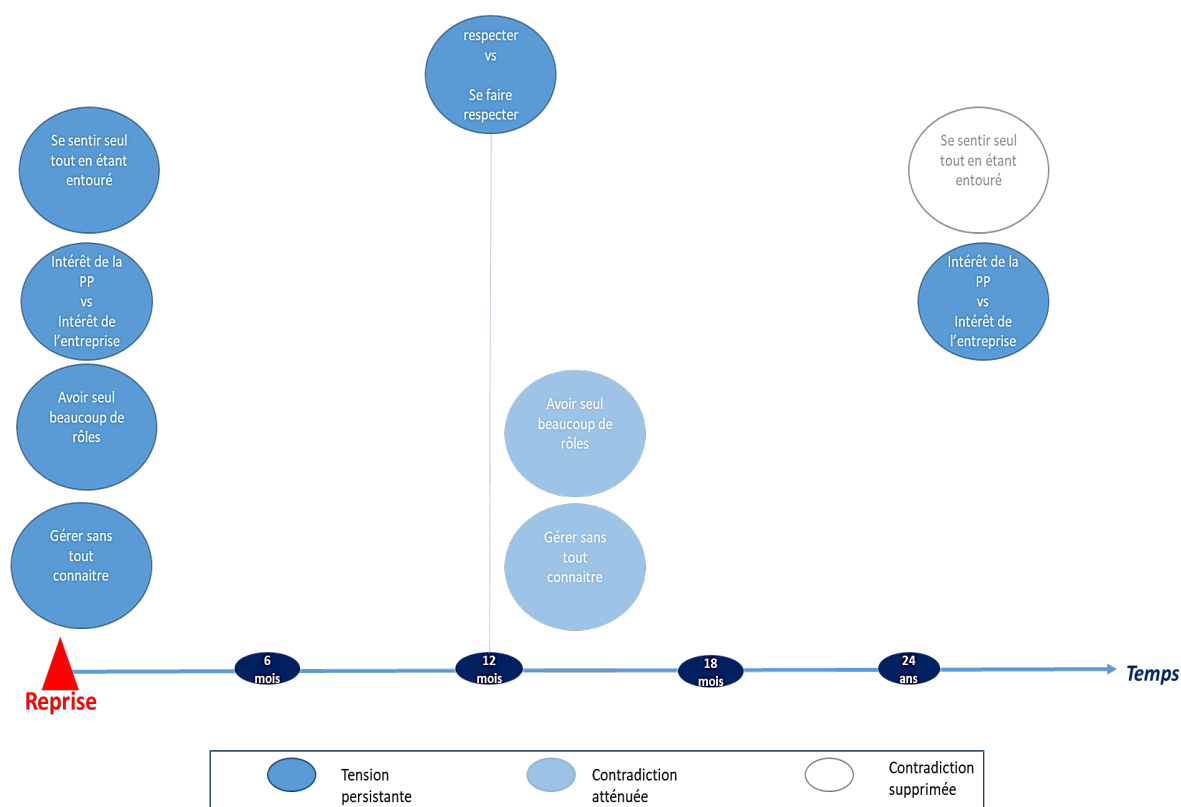 respecter
vs
Se faire
respecter
Se sentir seul
tout en étant
entouré
Intérêt de la
PP
vs
Intérêt de
l'entreprise
Avoir seul
beaucoup de
rôles
Gérer sans
tout
connaitre
Avoir seul
beaucoup de
rôles
Gérer sans
tout
connaitre
Se sentir seul
tout en étant
entouré
Intérêt de la
PP
vs
Intérêt de
l'entreprise
Reprise
6
mois
12
mois
18
mois
24
ans
Temps
Tension
persistante
Contradiction
atténuée
Contradiction
supprimée